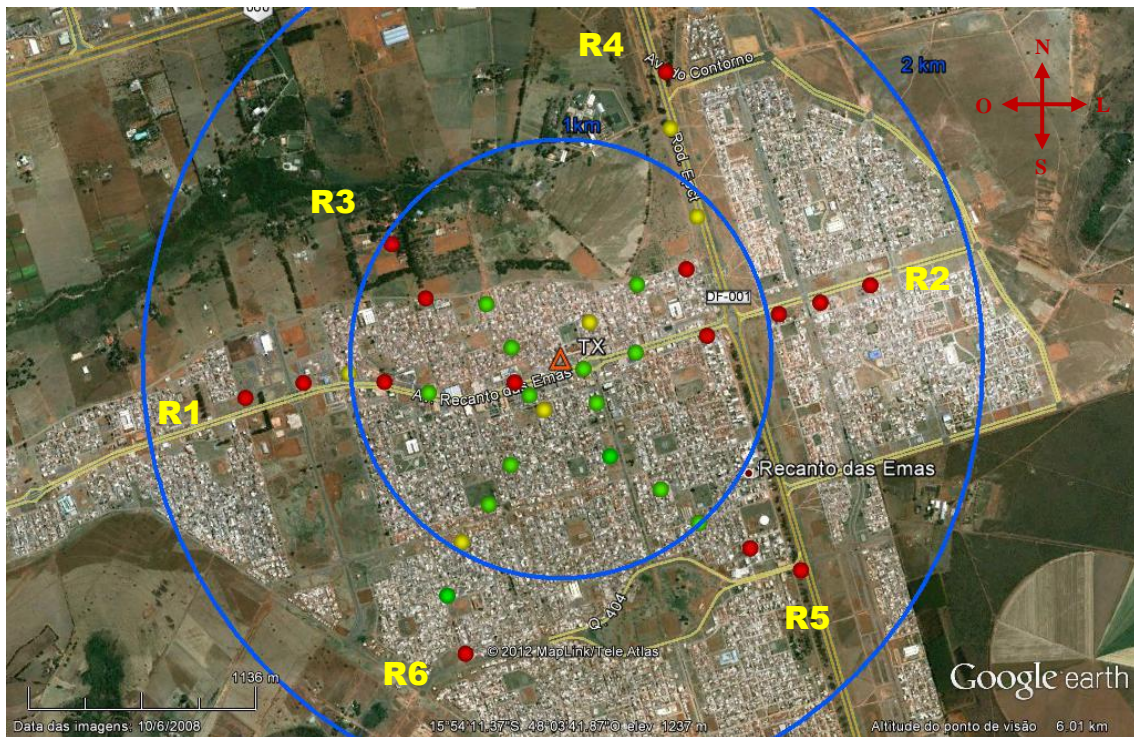 R4
Av. do Contorno
2 km
N
O
L
S
1km
Rod. Epct
R3
DF-001
R2
TX
Av. Recanto das Emas
R1
Recanto das Emas
Q. 404
R5
© 2012 MapLink/Tele Atlas
R6
1136 m
Google earth
Data das imagens: 10/6/2008
15°54'11.37"S 48°03'41.87"O elev 1237 m
Altitude do ponto de visão 6.01 km